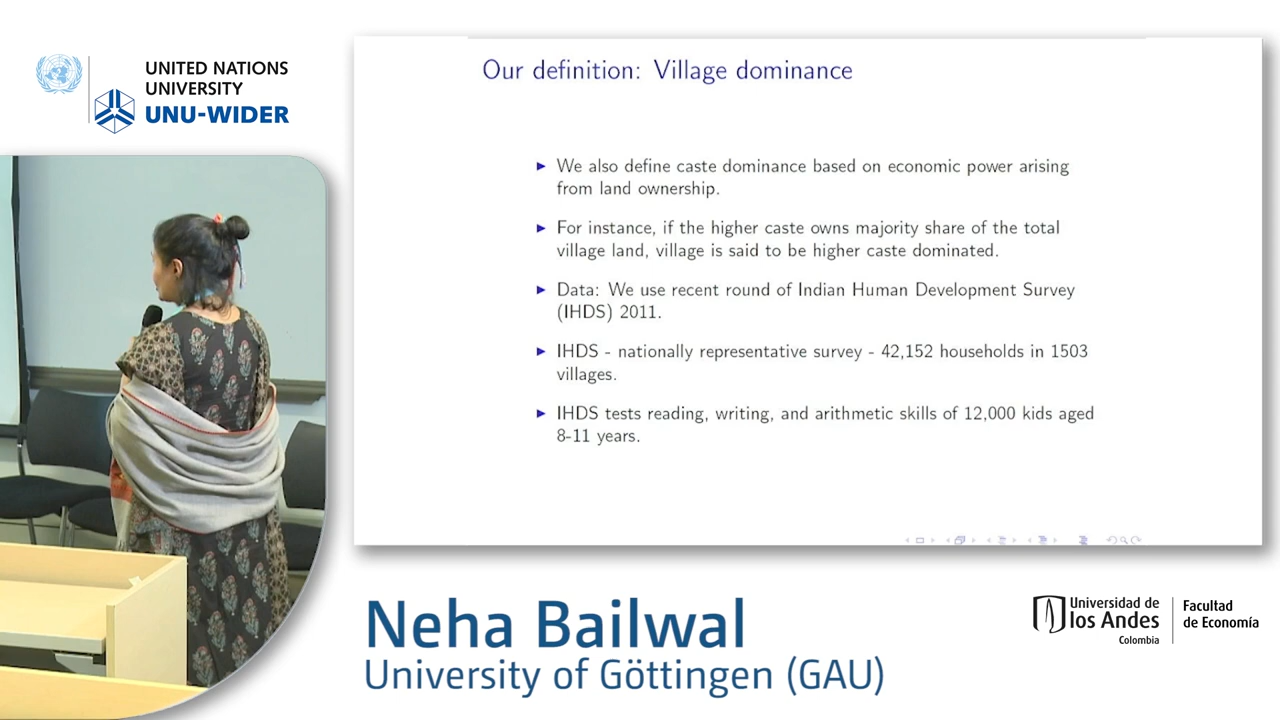 UNITED NATIONS
UNIVERSITY
UNU-WIDER
Our definition: Village dominance
We also define caste dominance based on economic power arising
from land ownership.
For instance, if the higher caste owns majority share of the total
village land, village is said to be higher caste dominated.
Data: We use recent round of Indian Human Development Survey
(IHDS) 2011.
IHDS - nationally representative survey - 42,152 households in 1503
villages.
IHDS tests reading, writing, and arithmetic skills of 12,000 kids aged
8-11 years.
Neha Bailwal
University of Göttingen (GAU)
Universidad de
los Andes
Colombia
Facultad
de Economía